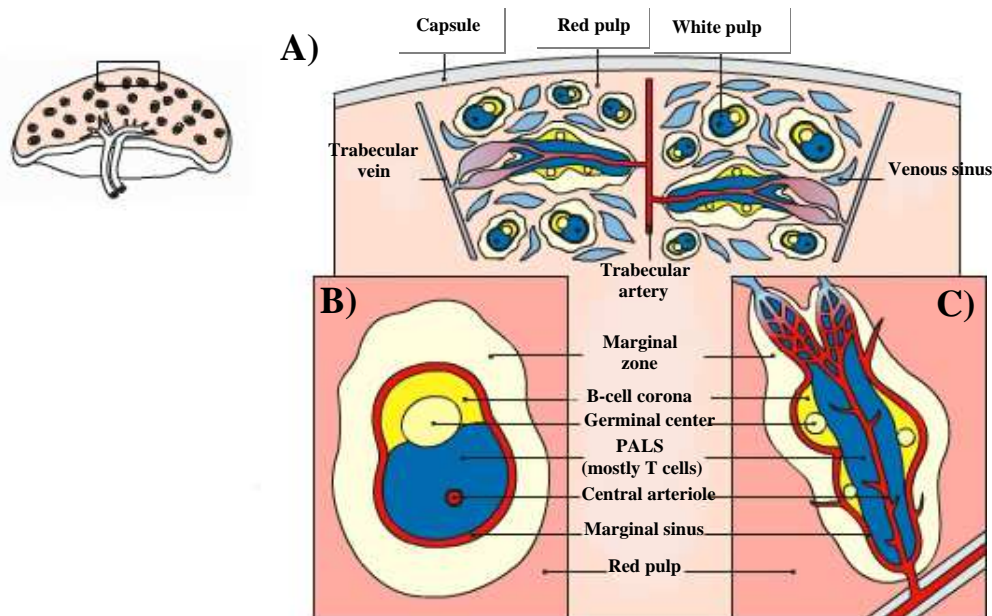 A)
Capsule
Red pulp
White pulp
Trabecular
vein
Venous sinus
Trabecular
artery
B)
C)
Marginal
zone
B-cell corona
Germinal center
PALS
(mostly T cells)
Central arteriole
Marginal sinus
Red pulp